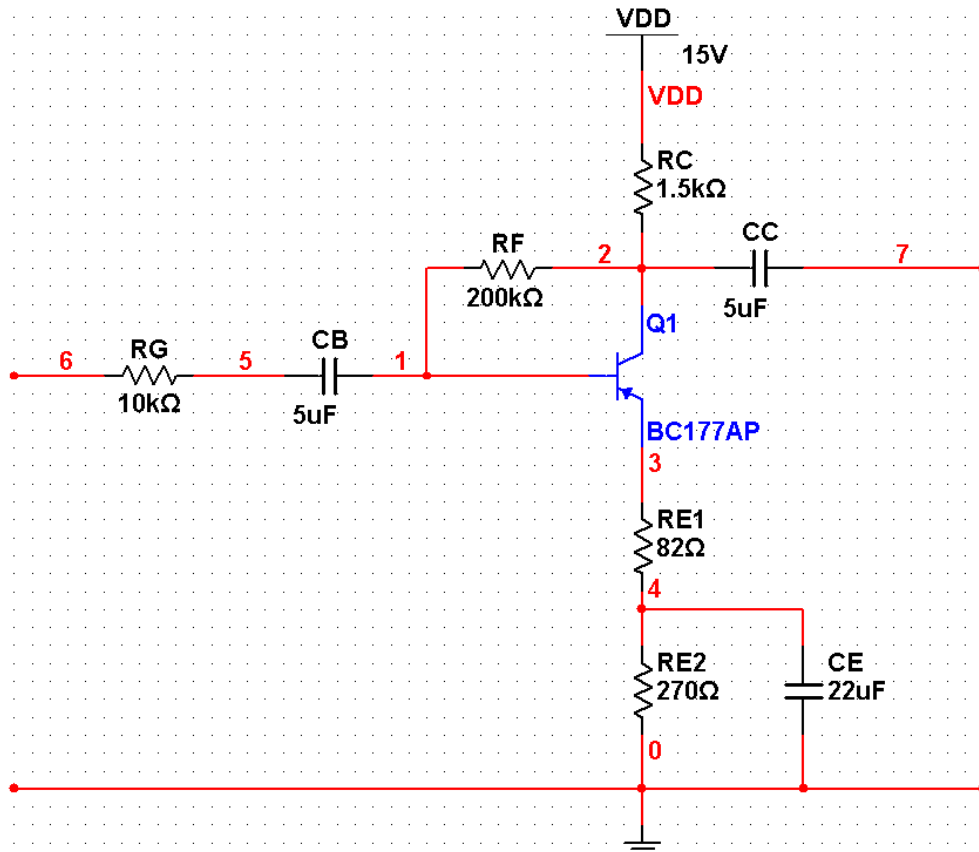 VDD
15V
VDD
RC
1.5kΩ
RF
200kΩ
2
CC
5uF
7
Q1
6
RG
10kΩ
5
CB
5uF
1
BC177AP
3
RE1
82Ω
4
RE2
270Ω
CE
22uF
0